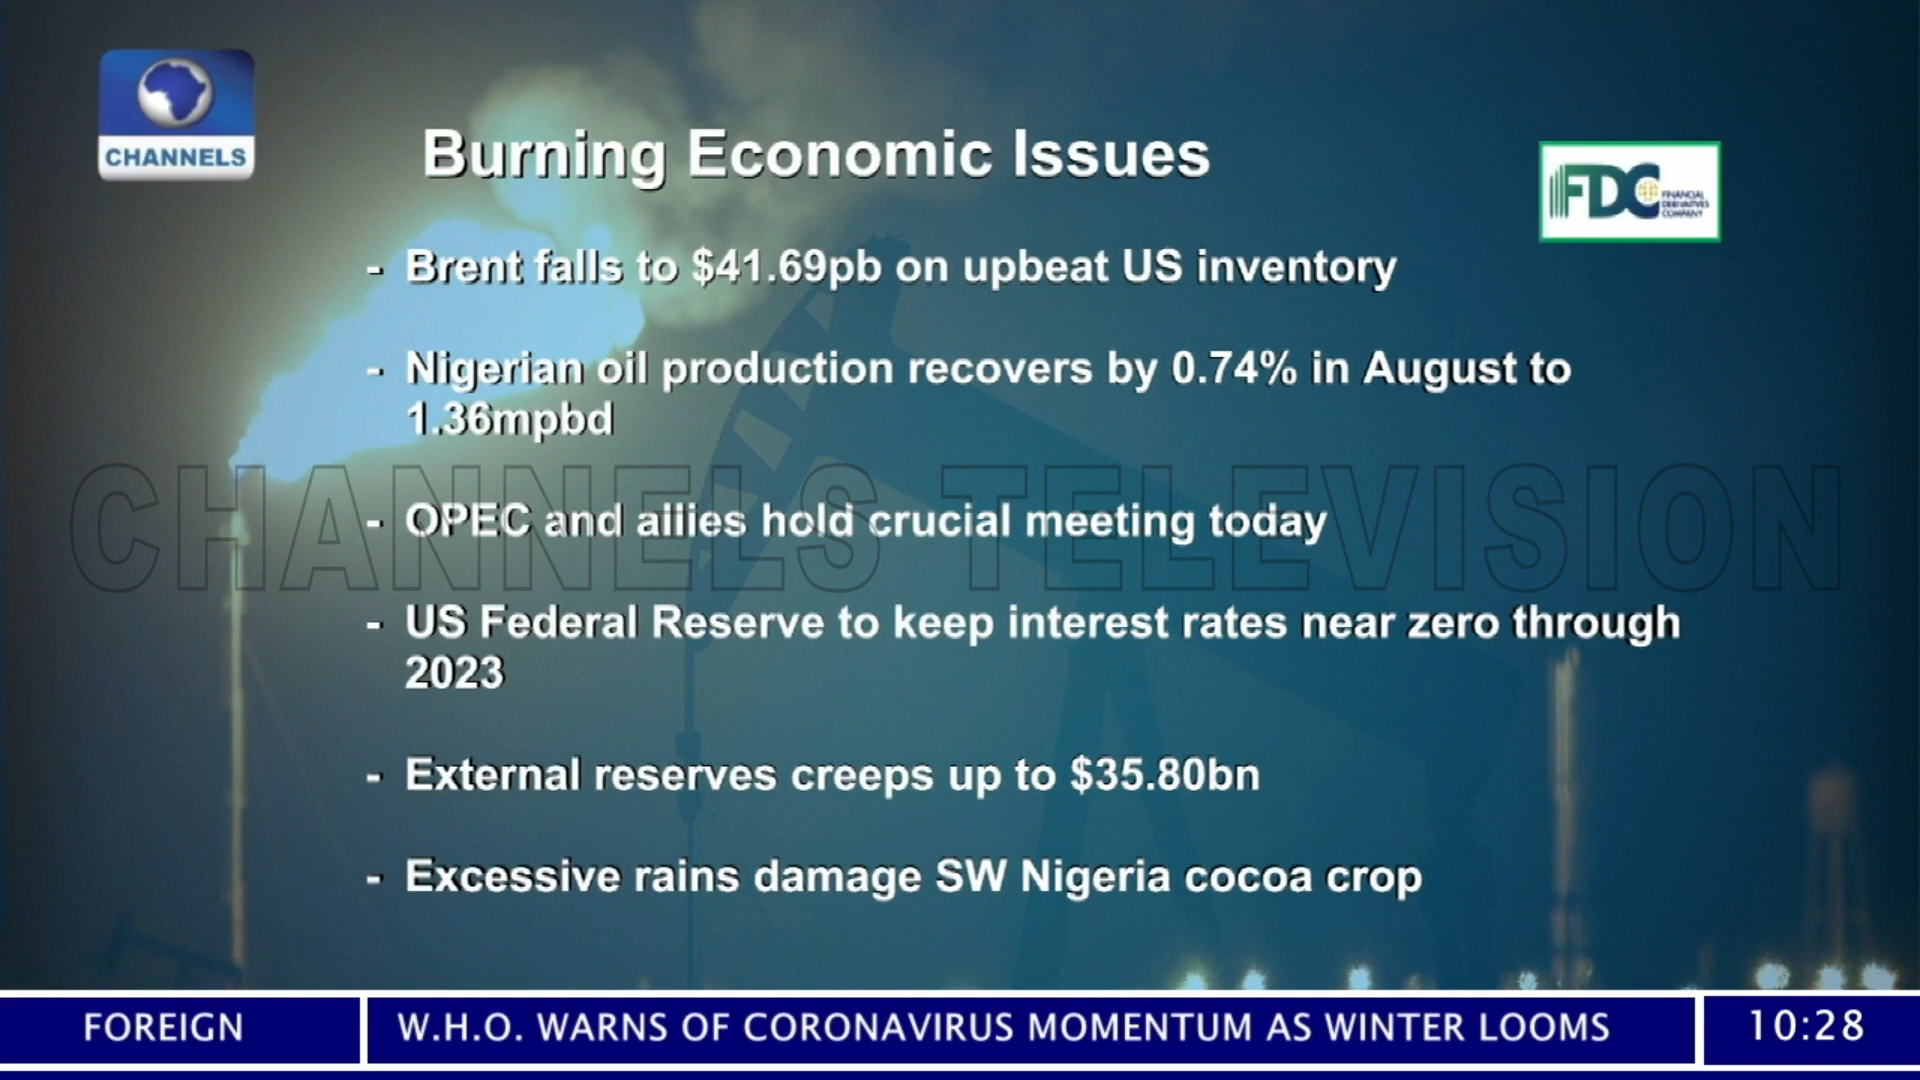 CHANNELS
Burning Economic Issues
FDC FINANCIAL
DERIVATIVES
COMPANY
- Brent falls to $41.69pb on upbeat US inventory
- Nigerian oil production recovers by 0.74% in August to
1.36mpbd
CHANNELS TELEVISION
- OPEC and allies hold crucial meeting today
- US Federal Reserve to keep interest rates near zero through
2023
- External reserves creeps up to $35.80bn
- Excessive rains damage SW Nigeria cocoa crop
FOREIGN
W.H.O. WARNS OF CORONAVIRUS MOMENTUM AS WINTER LOOMS
10:28